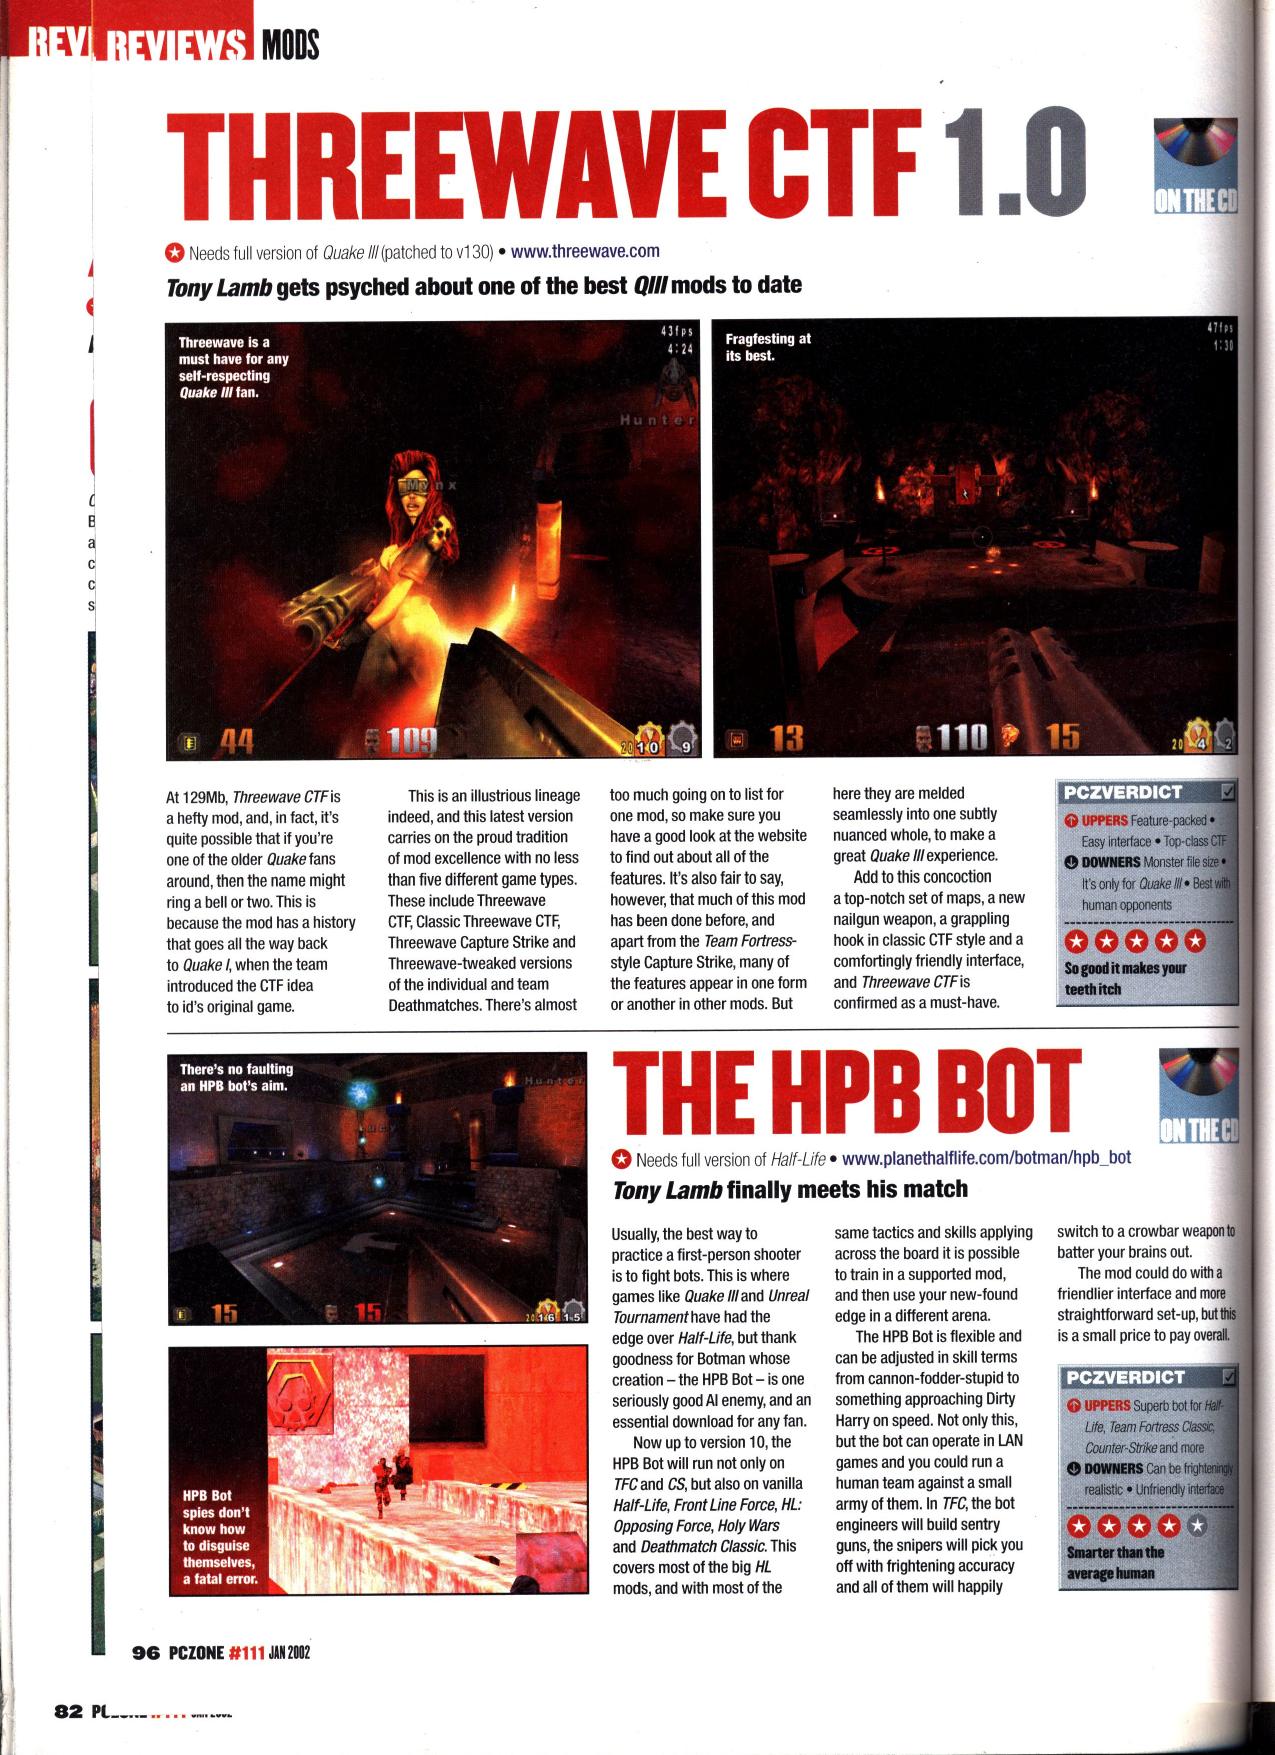 REVI
REVIEWS MODS
THREEWAVE CTF 1.0
ON THE CD
Needs full version of Quake III (patched to v130) • www.threewave.com
Tony Lamb gets psyched about one of the best QIII mods to date
Threewave is a
must have for any
self-respecting
Quake III fan.
43fps
4:24
Hunter
Mynx
44
109
20 10 9
Fragfesting at
its best.
47fps
1:30
13
110
15
20 4 2
At 129Mb, Threewave CTF is
a hefty mod, and, in fact, it's
quite possible that if you're
one of the older Quake fans
around, then the name might
ring a bell or two. This is
because the mod has a history
that goes all the way back
to Quake I, when the team
introduced the CTF idea
to id's original game.
This is an illustrious lineage
indeed, and this latest version
carries on the proud tradition
of mod excellence with no less
than five different game types.
These include Threewave
CTF, Classic Threewave CTF,
Threewave Capture Strike and
Threewave-tweaked versions
of the individual and team
Deathmatches. There's almost
too much going on to list for
one mod, so make sure you
have a good look at the website
to find out about all of the
features. It's also fair to say,
however, that much of this mod
has been done before, and
apart from the Team Fortress-
style Capture Strike, many of
the features appear in one form
or another in other mods. But
here they are melded
seamlessly into one subtly
nuanced whole, to make a
great Quake III experience.
Add to this concoction
a top-notch set of maps, a new
nailgun weapon, a grappling
hook in classic CTF style and a
comfortingly friendly interface,
and Threewave CTF is
confirmed as a must-have.
PCZVERDICT
UPPERS Feature-packed •
Easy interface • Top-class CTF
DOWNERS Monster file size •
It's only for Quake III • Best with
human opponents
So good it makes your
teeth itch
There's no faulting
an HPB bot's aim.
Hunter
15
15
20 16 15
HPB Bot
spies don't
know how
to disguise
themselves,
a fatal error.
THE HPB BOT
ON THE CD
Needs full version of Half-Life • www.planethalflife.com/botman/hpb_bot
Tony Lamb finally meets his match
Usually, the best way to
practice a first-person shooter
is to fight bots. This is where
games like Quake III and Unreal
Tournament have had the
edge over Half-Life, but thank
goodness for Botman whose
creation – the HPB Bot – is one
seriously good AI enemy, and an
essential download for any fan.
Now up to version 10, the
HPB Bot will run not only on
TFC and CS, but also on vanilla
Half-Life, Front Line Force, HL:
Opposing Force, Holy Wars
and Deathmatch Classic. This
covers most of the big HL
mods, and with most of the
same tactics and skills applying
across the board it is possible
to train in a supported mod,
and then use your new-found
edge in a different arena.
The HPB Bot is flexible and
can be adjusted in skill terms
from cannon-fodder-stupid to
something approaching Dirty
Harry on speed. Not only this,
but the bot can operate in LAN
games and you could run a
human team against a small
army of them. In TFC, the bot
engineers will build sentry
guns, the snipers will pick you
off with frightening accuracy
and all of them will happily
switch to a crowbar weapon to
batter your brains out.
The mod could do with a
friendlier interface and more
straightforward set-up, but this
is a small price to pay overall.
PCZVERDICT
UPPERS Superb bot for Half-
Life, Team Fortress Classic,
Counter-Strike and more
DOWNERS Can be frighteningly
realistic • Unfriendly interface
Smarter than the
average human
96 PCZONE #111 JAN 2002
82